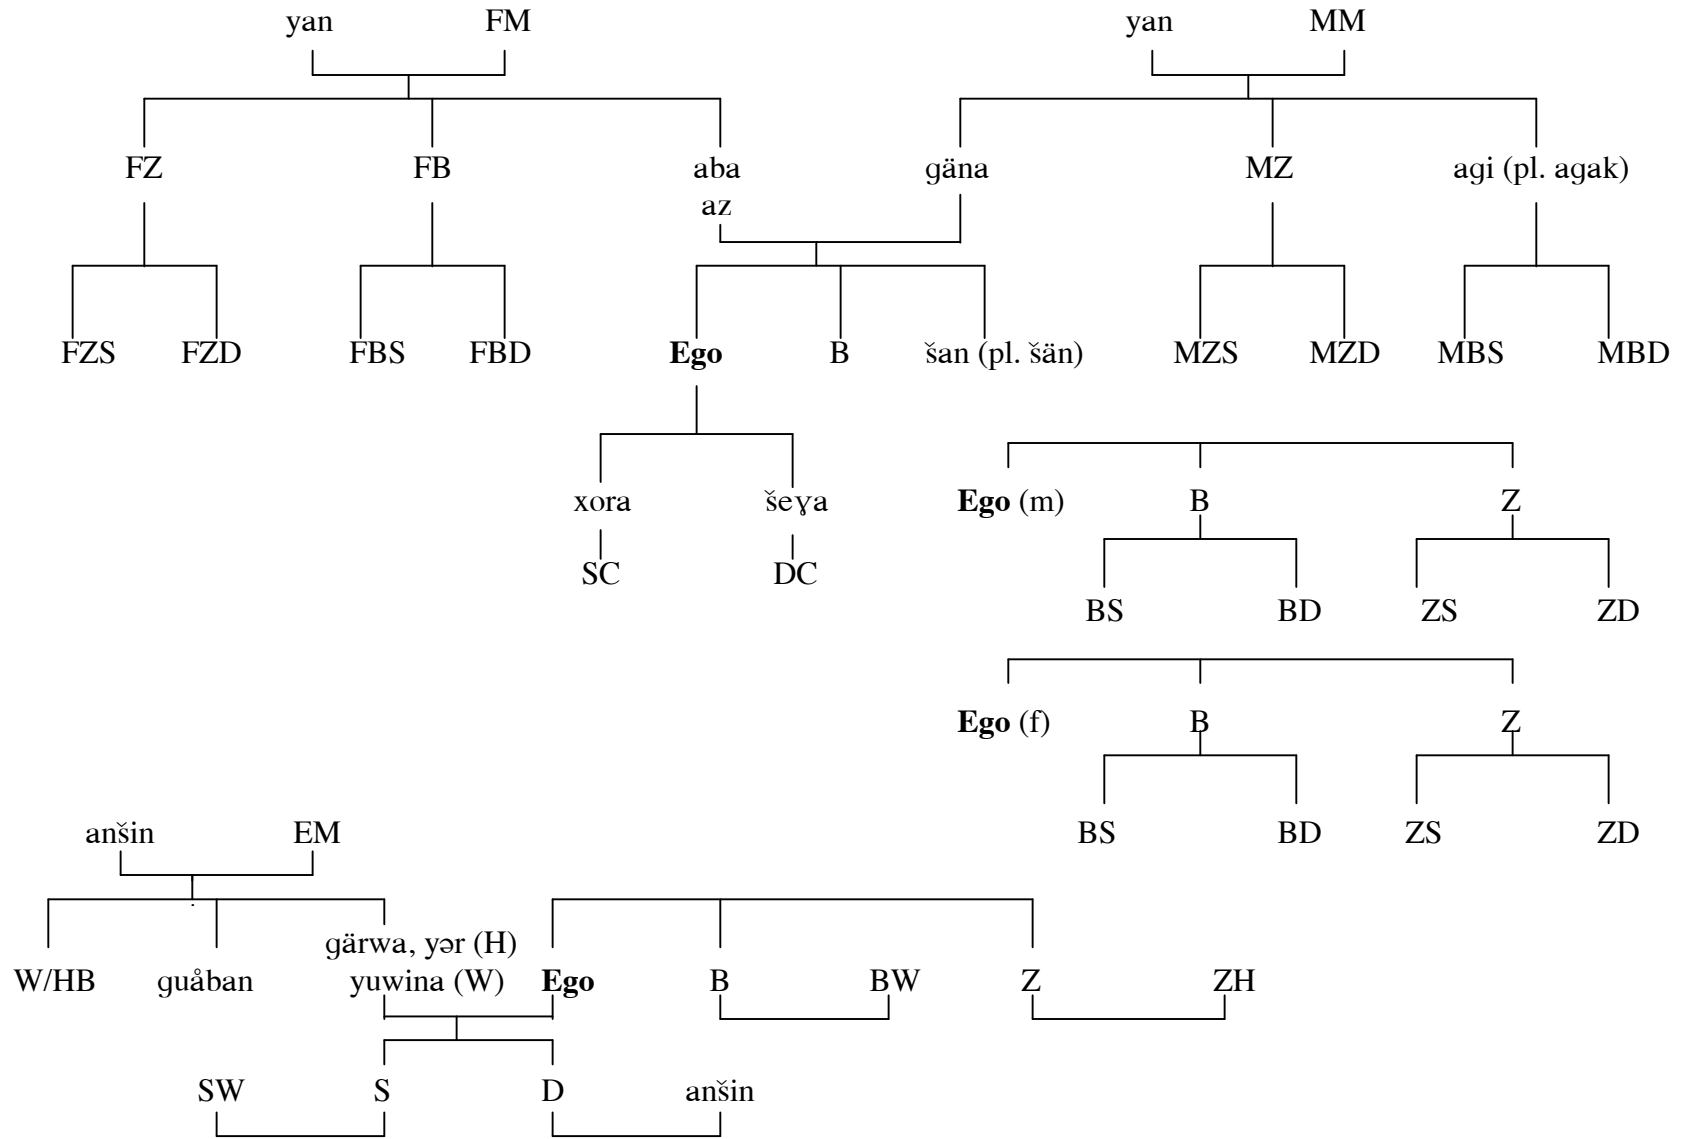 yan FM yan MM
FZ FB aba gäna MZ agi (pl. agak)
az
FZS FZD FBS FBD Ego B šan (pl. šän) MZS MZD MBS MBD
xora šeɣa Ego (m) B Z
SC DC
BS BD ZS ZD
Ego (f) B Z
anšin EM BS BD ZS ZD
gärwa, yər (H)
W/HB guåban yuwina (W) Ego B BW Z ZH
SW S D anšin